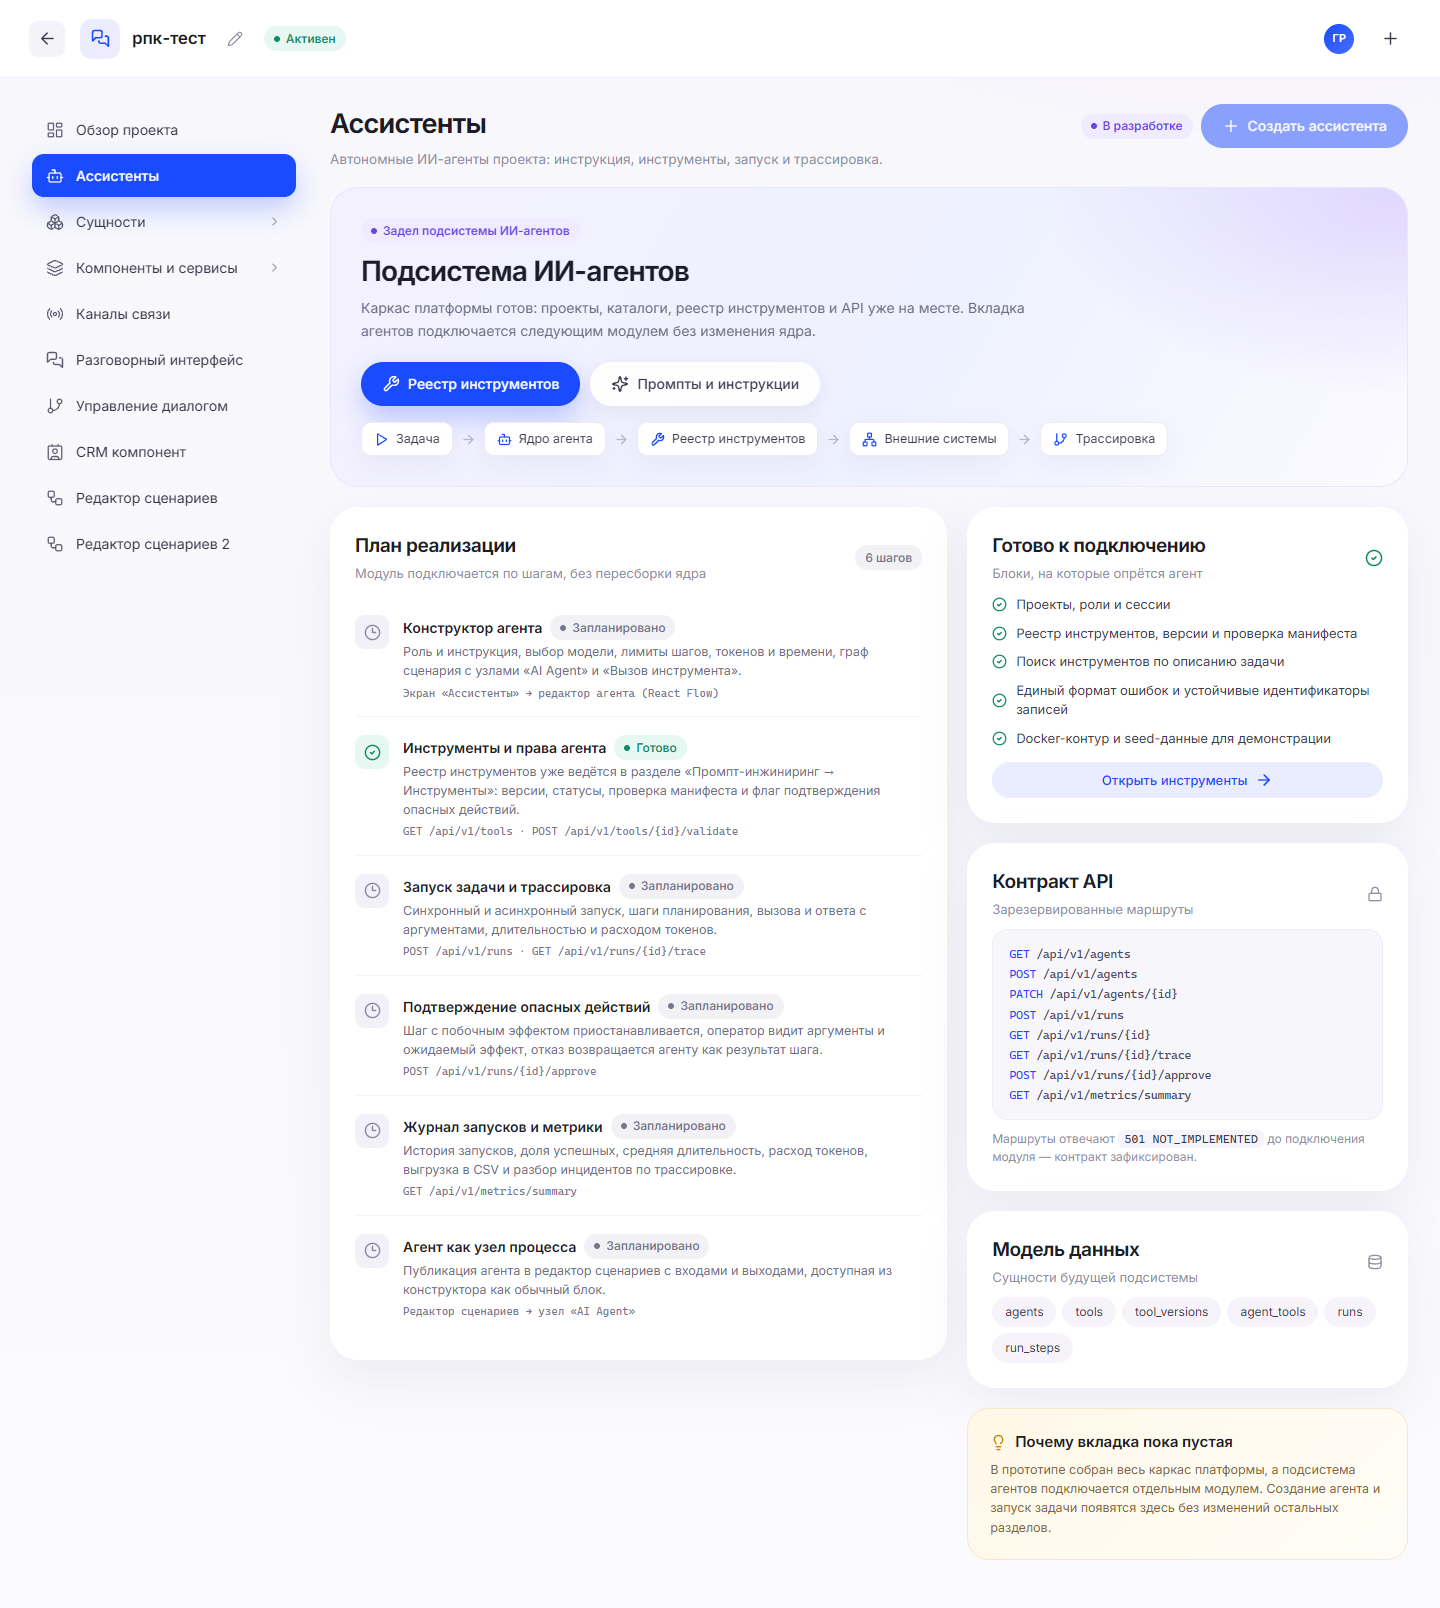 рпк-тест
Активен
ГР
Обзор проекта
Ассистенты
Сущности
Компоненты и сервисы
Каналы связи
Разговорный интерфейс
Управление диалогом
CRM компонент
Редактор сценариев
Редактор сценариев 2
Ассистенты
Автономные ИИ-агенты проекта: инструкция, инструменты, запуск и трассировка.
В разработке
Создать ассистента
Задел подсистемы ИИ-агентов
Подсистема ИИ-агентов
Каркас платформы готов: проекты, каталоги, реестр инструментов и API уже на месте. Вкладка
агентов подключается следующим модулем без изменения ядра.
Реестр инструментов
Промпты и инструкции
Задача → Ядро агента → Реестр инструментов → Внешние системы → Трассировка
План реализации
Модуль подключается по шагам, без пересборки ядра
6 шагов
Конструктор агента
Запланировано
Роль и инструкция, выбор модели, лимиты шагов, токенов и времени, граф
сценария с узлами «AI Agent» и «Вызов инструмента».
Экран «Ассистенты» → редактор агента (React Flow)
Инструменты и права агента
Готово
Реестр инструментов уже ведётся в разделе «Промпт-инжиниринг →
Инструменты»: версии, статусы, проверка манифеста и флаг подтверждения
опасных действий.
GET /api/v1/tools · POST /api/v1/tools/{id}/validate
Запуск задачи и трассировка
Запланировано
Синхронный и асинхронный запуск, шаги планирования, вызова и ответа с
аргументами, длительностью и расходом токенов.
POST /api/v1/runs · GET /api/v1/runs/{id}/trace
Подтверждение опасных действий
Запланировано
Шаг с побочным эффектом приостанавливается, оператор видит аргументы и
ожидаемый эффект, отказ возвращается агенту как результат шага.
POST /api/v1/runs/{id}/approve
Журнал запусков и метрики
Запланировано
История запусков, доля успешных, средняя длительность, расход токенов,
выгрузка в CSV и разбор инцидентов по трассировке.
GET /api/v1/metrics/summary
Агент как узел процесса
Запланировано
Публикация агента в редактор сценариев с входами и выходами, доступная из
конструктора как обычный блок.
Редактор сценариев → узел «AI Agent»
Готово к подключению
Блоки, на которые опрётся агент
Проекты, роли и сессии
Реестр инструментов, версии и проверка манифеста
Поиск инструментов по описанию задачи
Единый формат ошибок и устойчивые идентификаторы
записей
Docker-контур и seed-данные для демонстрации
Открыть инструменты →
Контракт API
Зарезервированные маршруты
GET /api/v1/agents
POST /api/v1/agents
PATCH /api/v1/agents/{id}
POST /api/v1/runs
GET /api/v1/runs/{id}
GET /api/v1/runs/{id}/trace
POST /api/v1/runs/{id}/approve
GET /api/v1/metrics/summary
Маршруты отвечают 501 NOT_IMPLEMENTED до подключения
модуля — контракт зафиксирован.
Модель данных
Сущности будущей подсистемы
agents tools tool_versions agent_tools runs
run_steps
Почему вкладка пока пустая
В прототипе собран весь каркас платформы, а подсистема
агентов подключается отдельным модулем. Создание агента и
запуск задачи появятся здесь без изменений остальных
разделов.